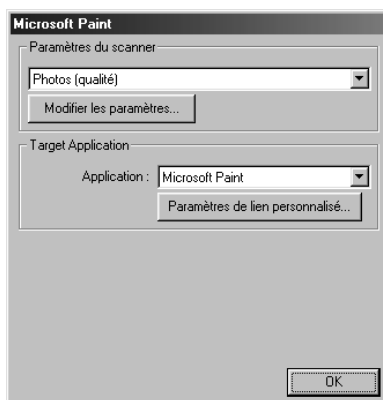 Microsoft Paint
Paramètres du scanner
Photos (qualité)
Modifier les paramètres...
Target Application
Application : Microsoft Paint
Paramètres de lien personnalisé...
OK